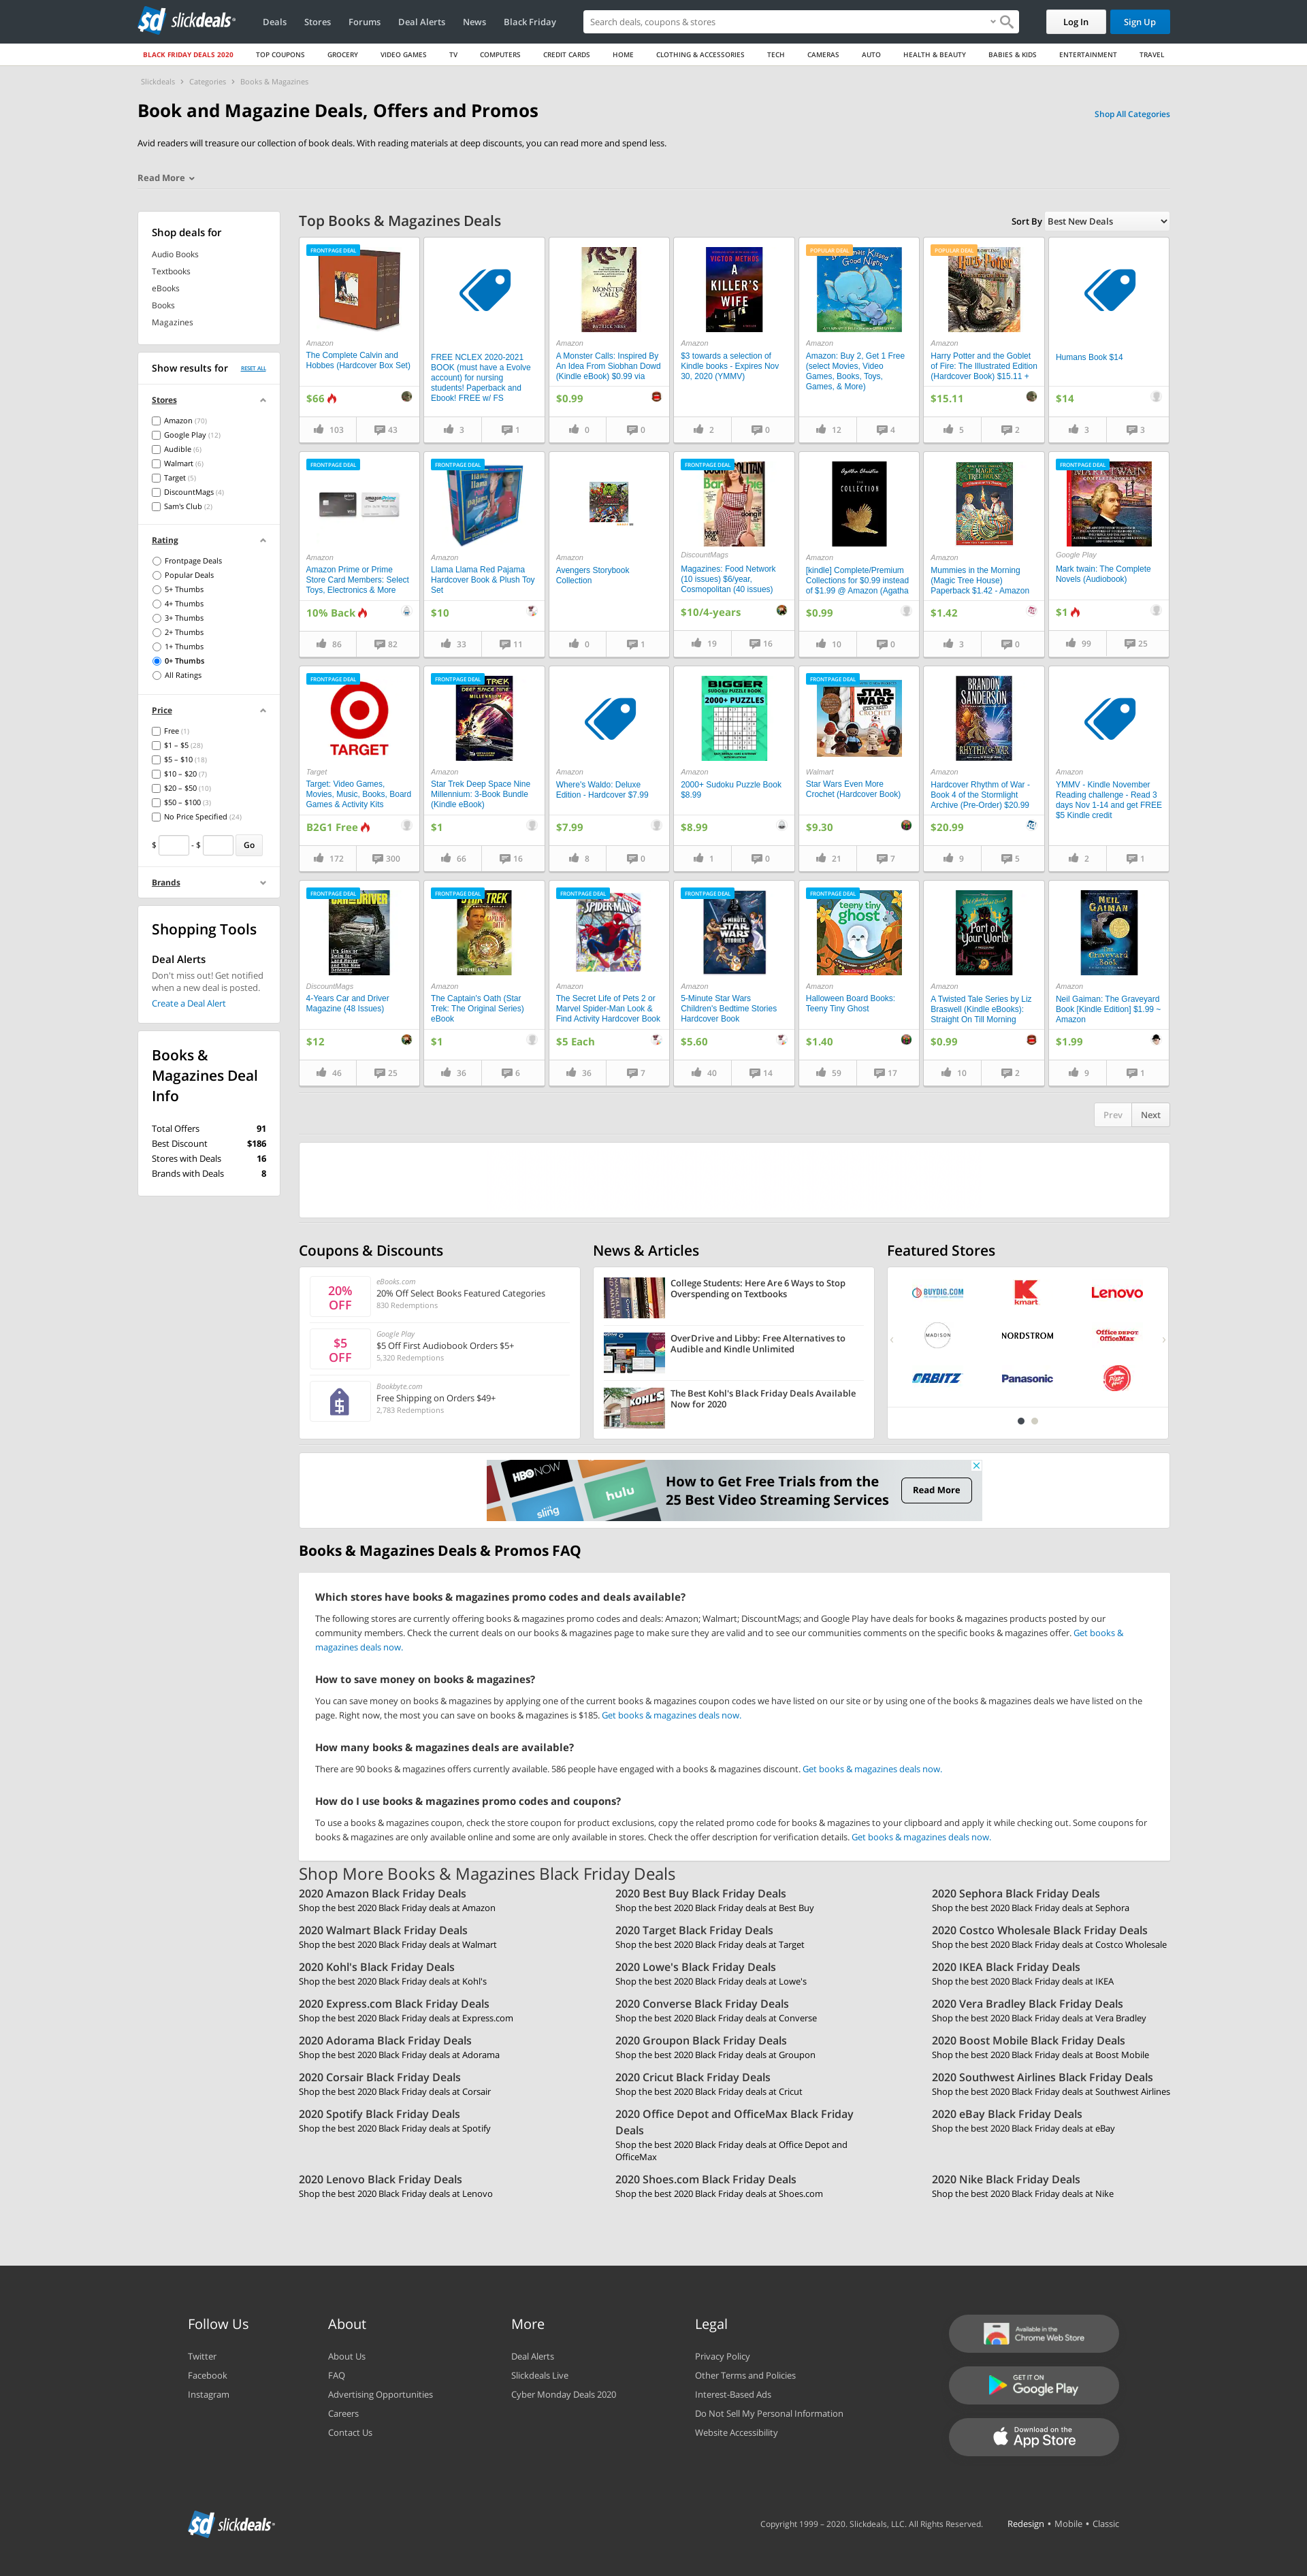 slickdeals
Deals Stores Forums Deal Alerts News Black Friday
Search deals, coupons & stores
Log In Sign Up
BLACK FRIDAY DEALS 2020 TOP COUPONS GROCERY VIDEO GAMES TV COMPUTERS CREDIT CARDS HOME CLOTHING & ACCESSORIES TECH CAMERAS AUTO HEALTH & BEAUTY BABIES & KIDS ENTERTAINMENT TRAVEL
Slickdeals › Categories › Books & Magazines
Book and Magazine Deals, Offers and Promos
Shop All Categories
Avid readers will treasure our collection of book deals. With reading materials at deep discounts, you can read more and spend less.
Read More
Shop deals for
Audio Books
Textbooks
eBooks
Books
Magazines
Show results for RESET ALL
Stores
Amazon (70)
Google Play (12)
Audible (6)
Walmart (6)
Target (5)
DiscountMags (4)
Sam's Club (2)
Rating
Frontpage Deals
Popular Deals
5+ Thumbs
4+ Thumbs
3+ Thumbs
2+ Thumbs
1+ Thumbs
0+ Thumbs
All Ratings
Price
Free (1)
$1 – $5 (28)
$5 – $10 (18)
$10 – $20 (7)
$20 – $50 (10)
$50 – $100 (3)
No Price Specified (24)
$ - $ Go
Brands
Shopping Tools
Deal Alerts
Don't miss out! Get notified
when a new deal is posted.
Create a Deal Alert
Books &
Magazines Deal
Info
Total Offers 91
Best Discount $186
Stores with Deals 16
Brands with Deals 8
Top Books & Magazines Deals
Sort By Best New Deals
FRONTPAGE DEAL
Amazon
The Complete Calvin and
Hobbes (Hardcover Box Set)
$66
103 43
FREE NCLEX 2020-2021
BOOK (must have a Evolve
account) for nursing
students! Paperback and
Ebook! FREE w/ FS
3 1
A MONSTER CALLS
PATRICK NESS
Amazon
A Monster Calls: Inspired By
An Idea From Siobhan Dowd
(Kindle eBook) $0.99 via
$0.99
0 0
VICTOR METHOS
A KILLER'S WIFE
Amazon
$3 towards a selection of
Kindle books - Expires Nov
30, 2020 (YMMV)
2 0
POPULAR DEAL
Good Night
Amazon
Amazon: Buy 2, Get 1 Free
(select Movies, Video
Games, Books, Toys,
Games, & More)
12 4
POPULAR DEAL
Harry Potter
Amazon
Harry Potter and the Goblet
of Fire: The Illustrated Edition
(Hardcover Book) $15.11 +
$15.11
5 2
Humans Book $14
$14
3 3
FRONTPAGE DEAL
Amazon
Amazon Prime or Prime
Store Card Members: Select
Toys, Electronics & More
10% Back
86 82
FRONTPAGE DEAL
llama llama
pajama
Amazon
Llama Llama Red Pajama
Hardcover Book & Plush Toy
Set
$10
33 11
Amazon
Avengers Storybook
Collection
0 1
FRONTPAGE DEAL
DiscountMags
Magazines: Food Network
(10 issues) $6/year,
Cosmopolitan (40 issues)
$10/4-years
19 16
Agatha Christie
THE COLLECTION
Amazon
[kindle] Complete/Premium
Collections for $0.99 instead
of $1.99 @ Amazon (Agatha
$0.99
10 0
TREE HOUSE
Amazon
Mummies in the Morning
(Magic Tree House)
Paperback $1.42 - Amazon
$1.42
3 0
FRONTPAGE DEAL
MARK TWAIN
Google Play
Mark twain: The Complete
Novels (Audiobook)
$1
99 25
FRONTPAGE DEAL
TARGET
Target
Target: Video Games,
Movies, Music, Books, Board
Games & Activity Kits
B2G1 Free
172 300
FRONTPAGE DEAL
DEEP SPACE NINE
MILLENNIUM
Amazon
Star Trek Deep Space Nine
Millennium: 3-Book Bundle
(Kindle eBook)
$1
66 16
Amazon
Where's Waldo: Deluxe
Edition - Hardcover $7.99
$7.99
8 0
BIGGER
SUDOKU PUZZLE BOOK
2000+ PUZZLES
Amazon
2000+ Sudoku Puzzle Book
$8.99
$8.99
1 0
FRONTPAGE DEAL
STAR WARS
CROCHET
Walmart
Star Wars Even More
Crochet (Hardcover Book)
$9.30
21 7
BRANDON
SANDERSON
RHYTHM OF WAR
Amazon
Hardcover Rhythm of War -
Book 4 of the Stormlight
Archive (Pre-Order) $20.99
$20.99
9 5
Amazon
YMMV - Kindle November
Reading challenge - Read 3
days Nov 1-14 and get FREE
$5 Kindle credit
2 1
FRONTPAGE DEAL
DiscountMags
4-Years Car and Driver
Magazine (48 Issues)
$12
46 25
FRONTPAGE DEAL
Amazon
The Captain's Oath (Star
Trek: The Original Series)
eBook
$1
36 6
FRONTPAGE DEAL
SPIDER-MAN
Amazon
The Secret Life of Pets 2 or
Marvel Spider-Man Look &
Find Activity Hardcover Book
$5 Each
36 7
FRONTPAGE DEAL
5-MINUTE
STAR WARS
STORIES
Amazon
5-Minute Star Wars
Children's Bedtime Stories
Hardcover Book
$5.60
40 14
FRONTPAGE DEAL
teeny tiny
ghost
Amazon
Halloween Board Books:
Teeny Tiny Ghost
$1.40
59 17
Part of
Your World
Amazon
A Twisted Tale Series by Liz
Braswell (Kindle eBooks):
Straight On Till Morning
$0.99
10 2
NEIL GAIMAN
The Graveyard Book
Amazon
Neil Gaiman: The Graveyard
Book [Kindle Edition] $1.99 ~
Amazon
$1.99
9 1
Prev Next
Coupons & Discounts
20% OFF
eBooks.com
20% Off Select Books Featured Categories
830 Redemptions
$5 OFF
Google Play
$5 Off First Audiobook Orders $5+
5,320 Redemptions
Bookbyte.com
Free Shipping on Orders $49+
2,783 Redemptions
News & Articles
College Students: Here Are 6 Ways to Stop
Overspending on Textbooks
OverDrive and Libby: Free Alternatives to
Audible and Kindle Unlimited
KOHL'S
The Best Kohl's Black Friday Deals Available
Now for 2020
Featured Stores
BUYDIG.COM kmart Lenovo
MADISON NORDSTROM Office DEPOT OfficeMax
ORBITZ Panasonic Pizza Hut
HBO NOW
hulu
sling
How to Get Free Trials from the
25 Best Video Streaming Services
Read More
Books & Magazines Deals & Promos FAQ
Which stores have books & magazines promo codes and deals available?
The following stores are currently offering books & magazines promo codes and deals: Amazon; Walmart; DiscountMags; and Google Play have deals for books & magazines products posted by our
community members. Check the current deals on our books & magazines page to make sure they are valid and to see our communities comments on the specific books & magazines offer. Get books &
magazines deals now.
How to save money on books & magazines?
You can save money on books & magazines by applying one of the current books & magazines coupon codes we have listed on our site or by using one of the books & magazines deals we have listed on the
page. Right now, the most you can save on books & magazines is $185. Get books & magazines deals now.
How many books & magazines deals are available?
There are 90 books & magazines offers currently available. 586 people have engaged with a books & magazines discount. Get books & magazines deals now.
How do I use books & magazines promo codes and coupons?
To use a books & magazines coupon, check the store coupon for product exclusions, copy the related promo code for books & magazines to your clipboard and apply it while checking out. Some coupons for
books & magazines are only available online and some are only available in stores. Check the offer description for verification details. Get books & magazines deals now.
Shop More Books & Magazines Black Friday Deals
2020 Amazon Black Friday Deals
Shop the best 2020 Black Friday deals at Amazon
2020 Best Buy Black Friday Deals
Shop the best 2020 Black Friday deals at Best Buy
2020 Sephora Black Friday Deals
Shop the best 2020 Black Friday deals at Sephora
2020 Walmart Black Friday Deals
Shop the best 2020 Black Friday deals at Walmart
2020 Target Black Friday Deals
Shop the best 2020 Black Friday deals at Target
2020 Costco Wholesale Black Friday Deals
Shop the best 2020 Black Friday deals at Costco Wholesale
2020 Kohl's Black Friday Deals
Shop the best 2020 Black Friday deals at Kohl's
2020 Lowe's Black Friday Deals
Shop the best 2020 Black Friday deals at Lowe's
2020 IKEA Black Friday Deals
Shop the best 2020 Black Friday deals at IKEA
2020 Express.com Black Friday Deals
Shop the best 2020 Black Friday deals at Express.com
2020 Converse Black Friday Deals
Shop the best 2020 Black Friday deals at Converse
2020 Vera Bradley Black Friday Deals
Shop the best 2020 Black Friday deals at Vera Bradley
2020 Adorama Black Friday Deals
Shop the best 2020 Black Friday deals at Adorama
2020 Groupon Black Friday Deals
Shop the best 2020 Black Friday deals at Groupon
2020 Boost Mobile Black Friday Deals
Shop the best 2020 Black Friday deals at Boost Mobile
2020 Corsair Black Friday Deals
Shop the best 2020 Black Friday deals at Corsair
2020 Cricut Black Friday Deals
Shop the best 2020 Black Friday deals at Cricut
2020 Southwest Airlines Black Friday Deals
Shop the best 2020 Black Friday deals at Southwest Airlines
2020 Spotify Black Friday Deals
Shop the best 2020 Black Friday deals at Spotify
2020 Office Depot and OfficeMax Black Friday
Deals
Shop the best 2020 Black Friday deals at Office Depot and
OfficeMax
2020 eBay Black Friday Deals
Shop the best 2020 Black Friday deals at eBay
2020 Lenovo Black Friday Deals
Shop the best 2020 Black Friday deals at Lenovo
2020 Shoes.com Black Friday Deals
Shop the best 2020 Black Friday deals at Shoes.com
2020 Nike Black Friday Deals
Shop the best 2020 Black Friday deals at Nike
Follow Us
Twitter
Facebook
Instagram
About
About Us
FAQ
Advertising Opportunities
Careers
Contact Us
More
Deal Alerts
Slickdeals Live
Cyber Monday Deals 2020
Legal
Privacy Policy
Other Terms and Policies
Interest-Based Ads
Do Not Sell My Personal Information
Website Accessibility
Available in the
Chrome Web Store
GET IT ON
Google Play
Download on the
App Store
slickdeals
Copyright 1999 – 2020. Slickdeals, LLC. All Rights Reserved.
Redesign • Mobile • Classic